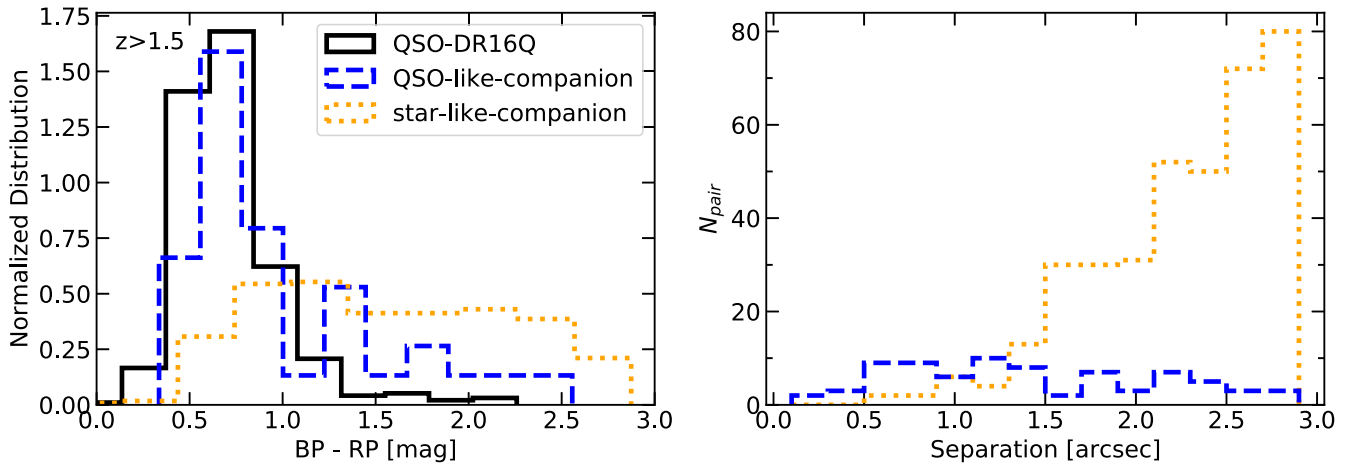 z>1.5
QSO-DR16Q
QSO-like-companion
star-like-companion
Normalized Distribution
1.75
1.50
1.25
1.00
0.75
0.50
0.25
0.00
0.0 0.5 1.0 1.5 2.0 2.5 3.0
BP - RP [mag]
N_pair
80
60
40
20
0
0.0 0.5 1.0 1.5 2.0 2.5 3.0
Separation [arcsec]